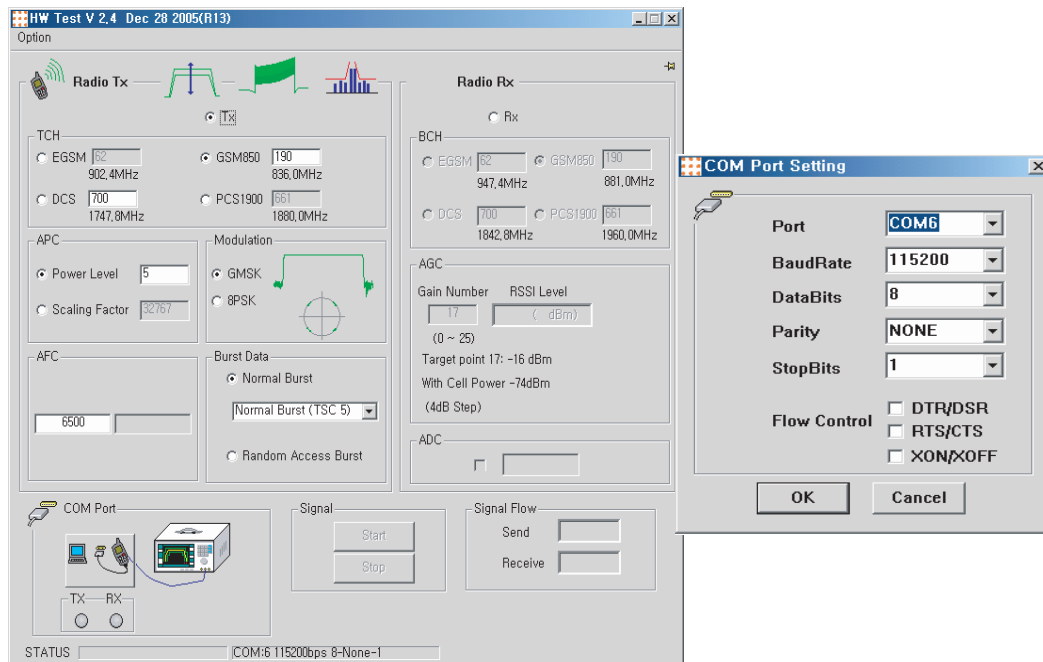 HW Test V 2,4 Dec 28 2005(R13)
Option
Radio Tx
Tx
TCH
EGSM 62
902,4MHz
GSM850 190
836,0MHz
DCS 700
1747,8MHz
PCS1900 661
1880,0MHz
APC
Power Level 5
Scaling Factor 32767
Modulation
GMSK
8PSK
AFC
6500
Burst Data
Normal Burst
Normal Burst (TSC 5)
Random Access Burst
Radio Rx
Rx
BCH
EGSM 62
947,4MHz
GSM850 190
881,0MHz
DCS 700
1842,8MHz
PCS1900 661
1960,0MHz
AGC
Gain Number RSSI Level
17 ( dBm)
(0 ~ 25)
Target point 17: -16 dBm
With Cell Power -74dBm
(4dB Step)
ADC
COM Port
TX RX
Signal
Start
Stop
Signal Flow
Send
Receive
STATUS COM:6 115200bps 8-None-1
COM Port Setting
Port COM6
BaudRate 115200
DataBits 8
Parity NONE
StopBits 1
Flow Control
DTR/DSR
RTS/CTS
XON/XOFF
OK Cancel